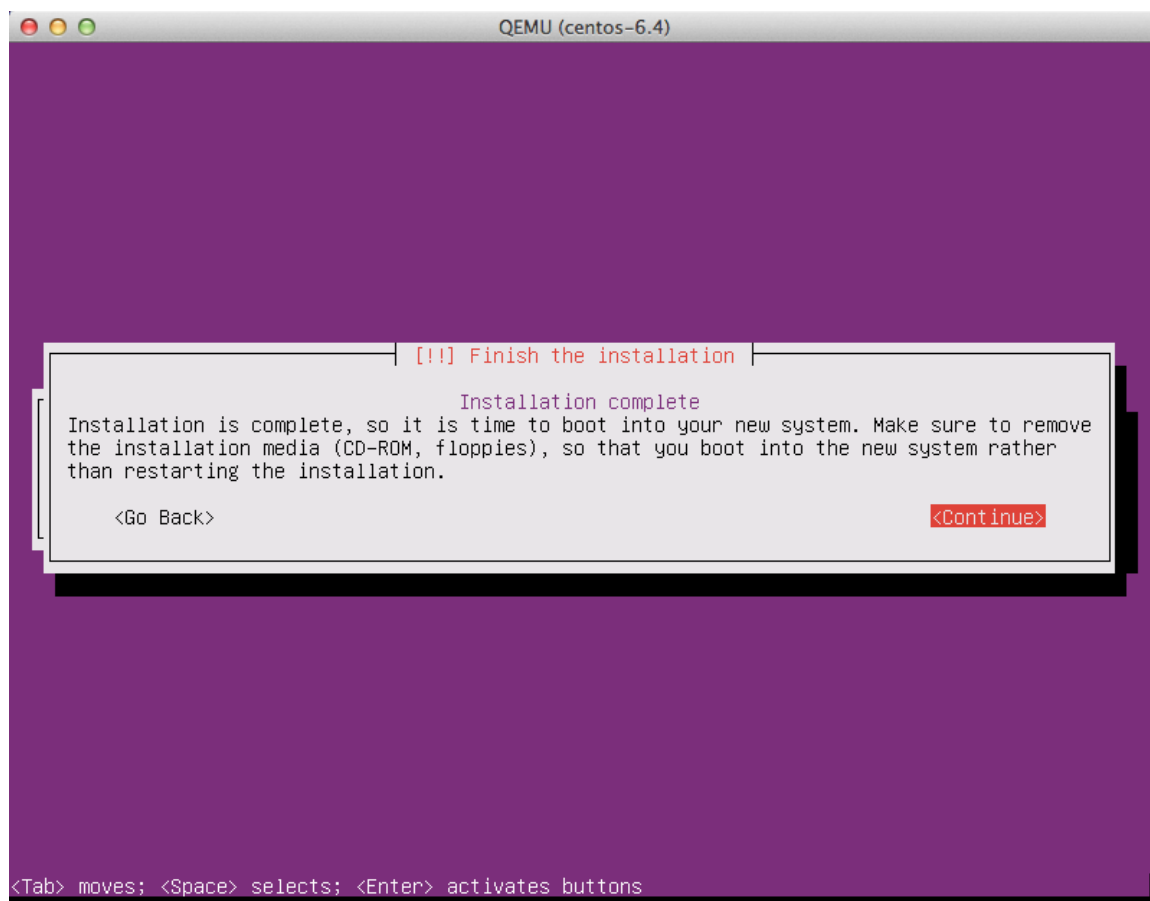 QEMU (centos-6.4)
[!!] Finish the installation
Installation complete
Installation is complete, so it is time to boot into your new system. Make sure to remove
the installation media (CD-ROM, floppies), so that you boot into the new system rather
than restarting the installation.
<Go Back> <Continue>
<Tab> moves; <Space> selects; <Enter> activates buttons